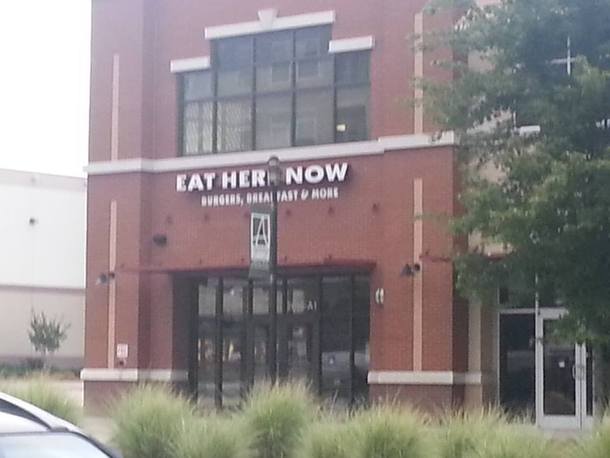 EAT HERE NOW
BURGERS, BREAKFAST & MORE
A